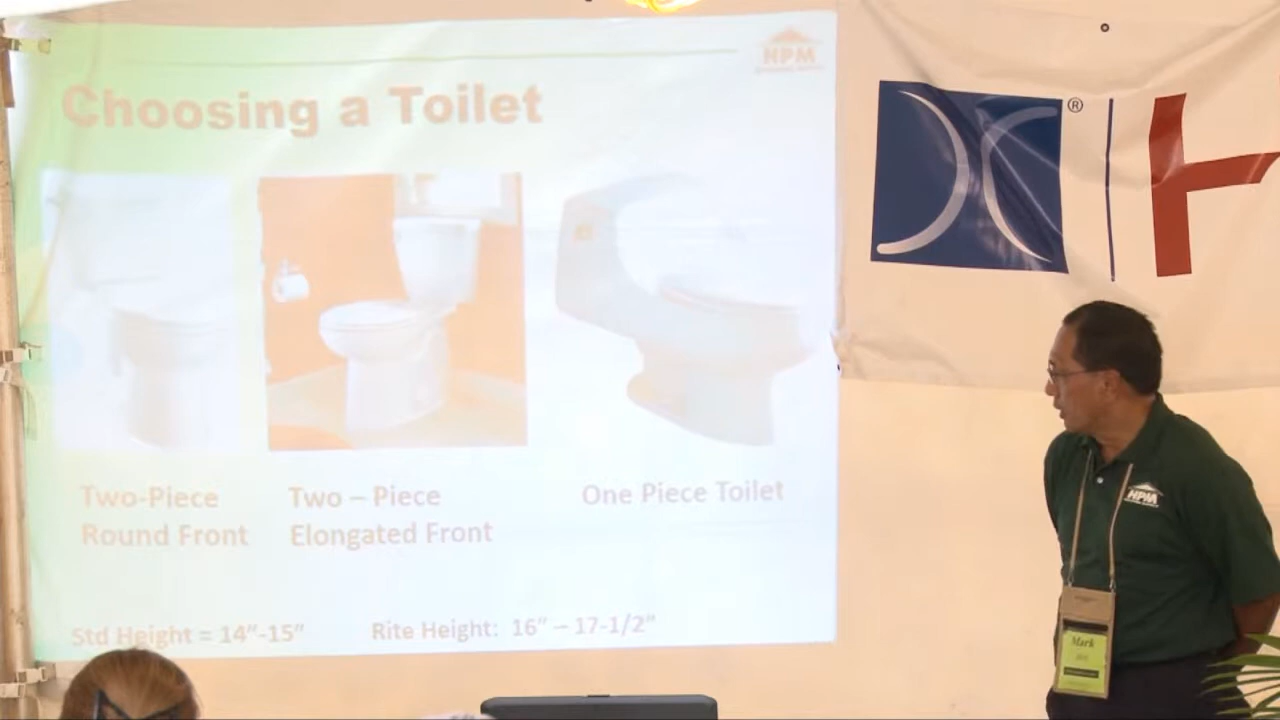 HPM
Choosing a Toilet
®
H
Two-Piece
Round Front
Two – Piece
Elongated Front
One Piece Toilet
Std Height = 14”-15”
Rite Height: 16” – 17-1/2”
HPM
Mark